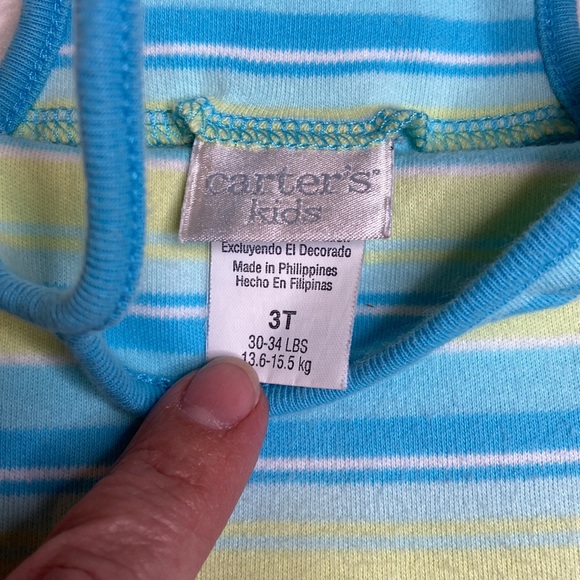 carter's
kids
Excluyendo El Decorado
Made in Philippines
Hecho En Filipinas
3T
30-34 LBS
13.6-15.5 kg